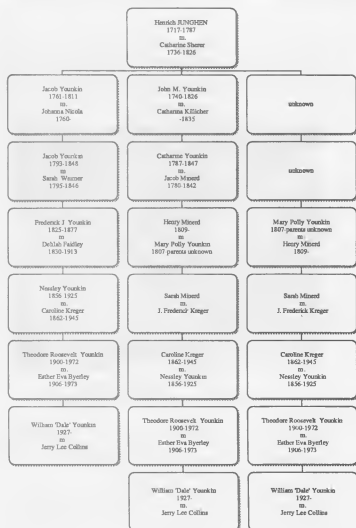 Henrich JUNGHEN
1717-1787
m.
Catharine Sherer
1736-1826
Jacob Younkin
1761-1811
m.
Johanna Nicola
1760-
John M. Younkin
1740-1826
m.
Catharina Killicher
-1835
unknown
Jacob Younkin
1793-1848
m
Sarah Weimer
1795-1846
Catharine Younkin
1787-1847
m
Jacob Minerd
1780-1842
unknown
Frederick J. Younkin
1825-1877
m
Delilah Faidley
1830-1913
Henry Minerd
1809-
m
Mary Polly Younkin
1807 parents unknown
Mary Polly Younkin
1807-parents unknown
m.
Henry Minerd
1809-
Nessley Younkin
1856-1925
m
Caroline Kreger
1862-1945
Sarah Minerd
m
J. Frederick Kreger
Sarah Minerd
m
J. Frederick Kreger
Theodore Roosevelt Younkin
1900-1972
m
Esther Eva Byerley
1906-1973
Caroline Kreger
1862-1945
m
Nessley Younkin
1856-1925
Caroline Kreger
1862-1945
m
Nessley Younkin
1856-1925
William 'Dale' Younkin
1927-
m
Jerry Lee Collins
Theodore Roosevelt Younkin
1900-1972
m
Esther Eva Byerley
1906-1973
Theodore Roosevelt Younkin
1900-1972
m
Esther Eva Byerley
1906-1973
William 'Dale' Younkin
1927-
m
Jerry Lee Collins
William 'Dale' Younkin
1927-
m
Jerry Lee Collins